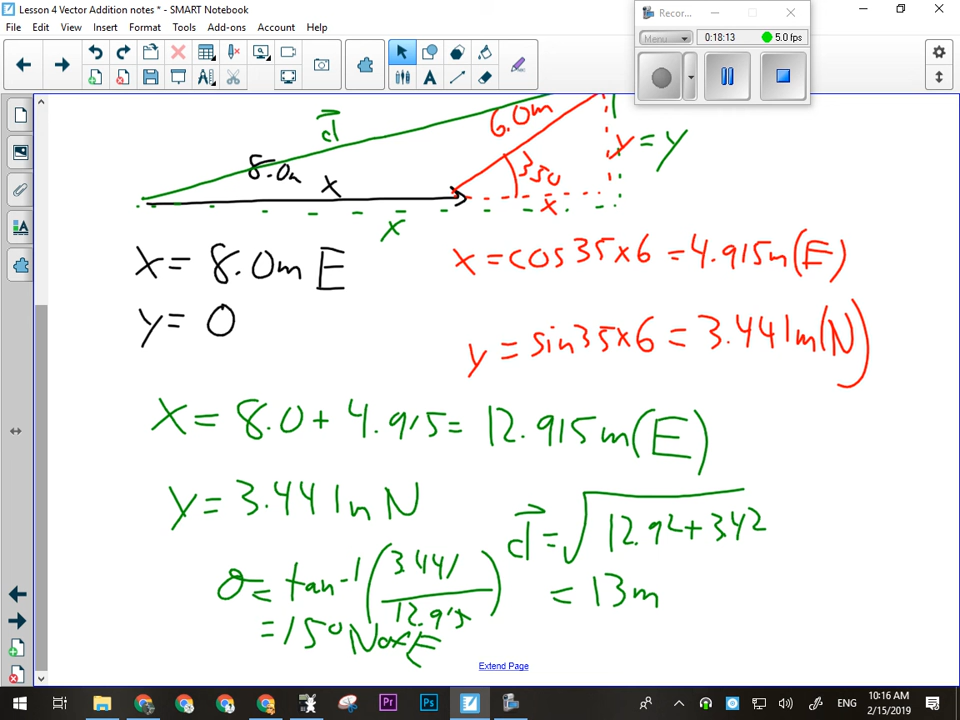 Lesson 4 Vector Addition notes * - SMART Notebook
Recor...
File Edit View Insert Format Tools Add-ons Account Help
Menu 0:18:13 5.0 fps
d
6.0m
8.0m
x
35°
y = y
x
x
x = 8.0m E
x = cos35x6 = 4.915m(E)
y = 0
y = sin35x6 = 3.441m(N)
x = 8.0 + 4.915 = 12.915m(E)
y = 3.441m N
d = √12.9²+3.4²
θ = tan-1(3.441/12.915)
= 13m
= 15° N of E
Extend Page
ENG
10:16 AM
2/15/2019